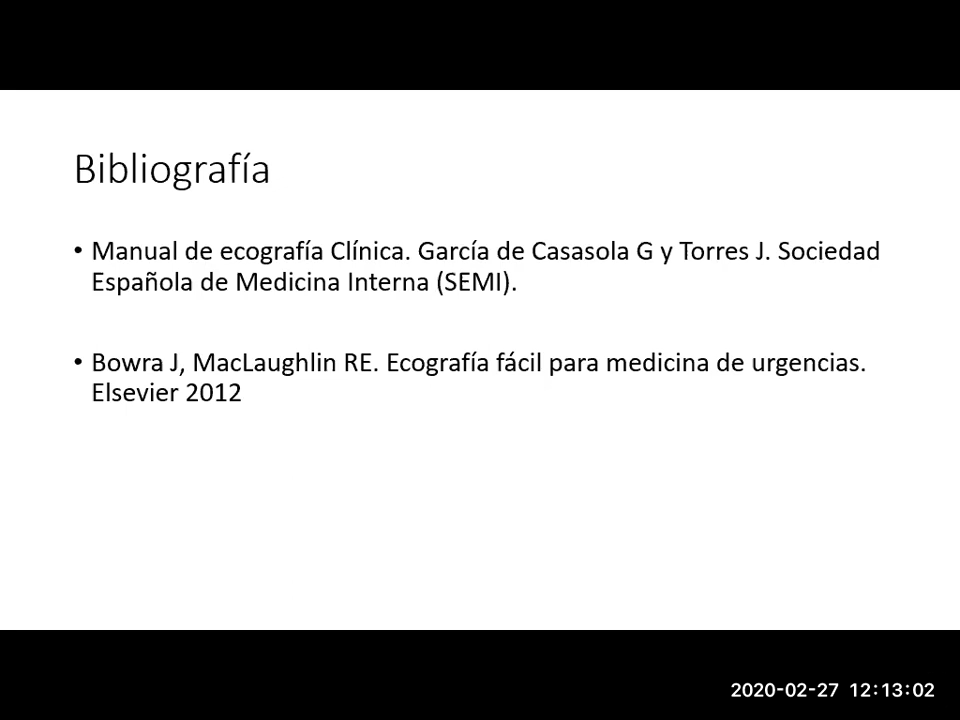 Bibliografía
• Manual de ecografía Clínica. García de Casasola G y Torres J. Sociedad
Española de Medicina Interna (SEMI).
• Bowra J, MacLaughlin RE. Ecografía fácil para medicina de urgencias.
Elsevier 2012
2020-02-27 12:13:02